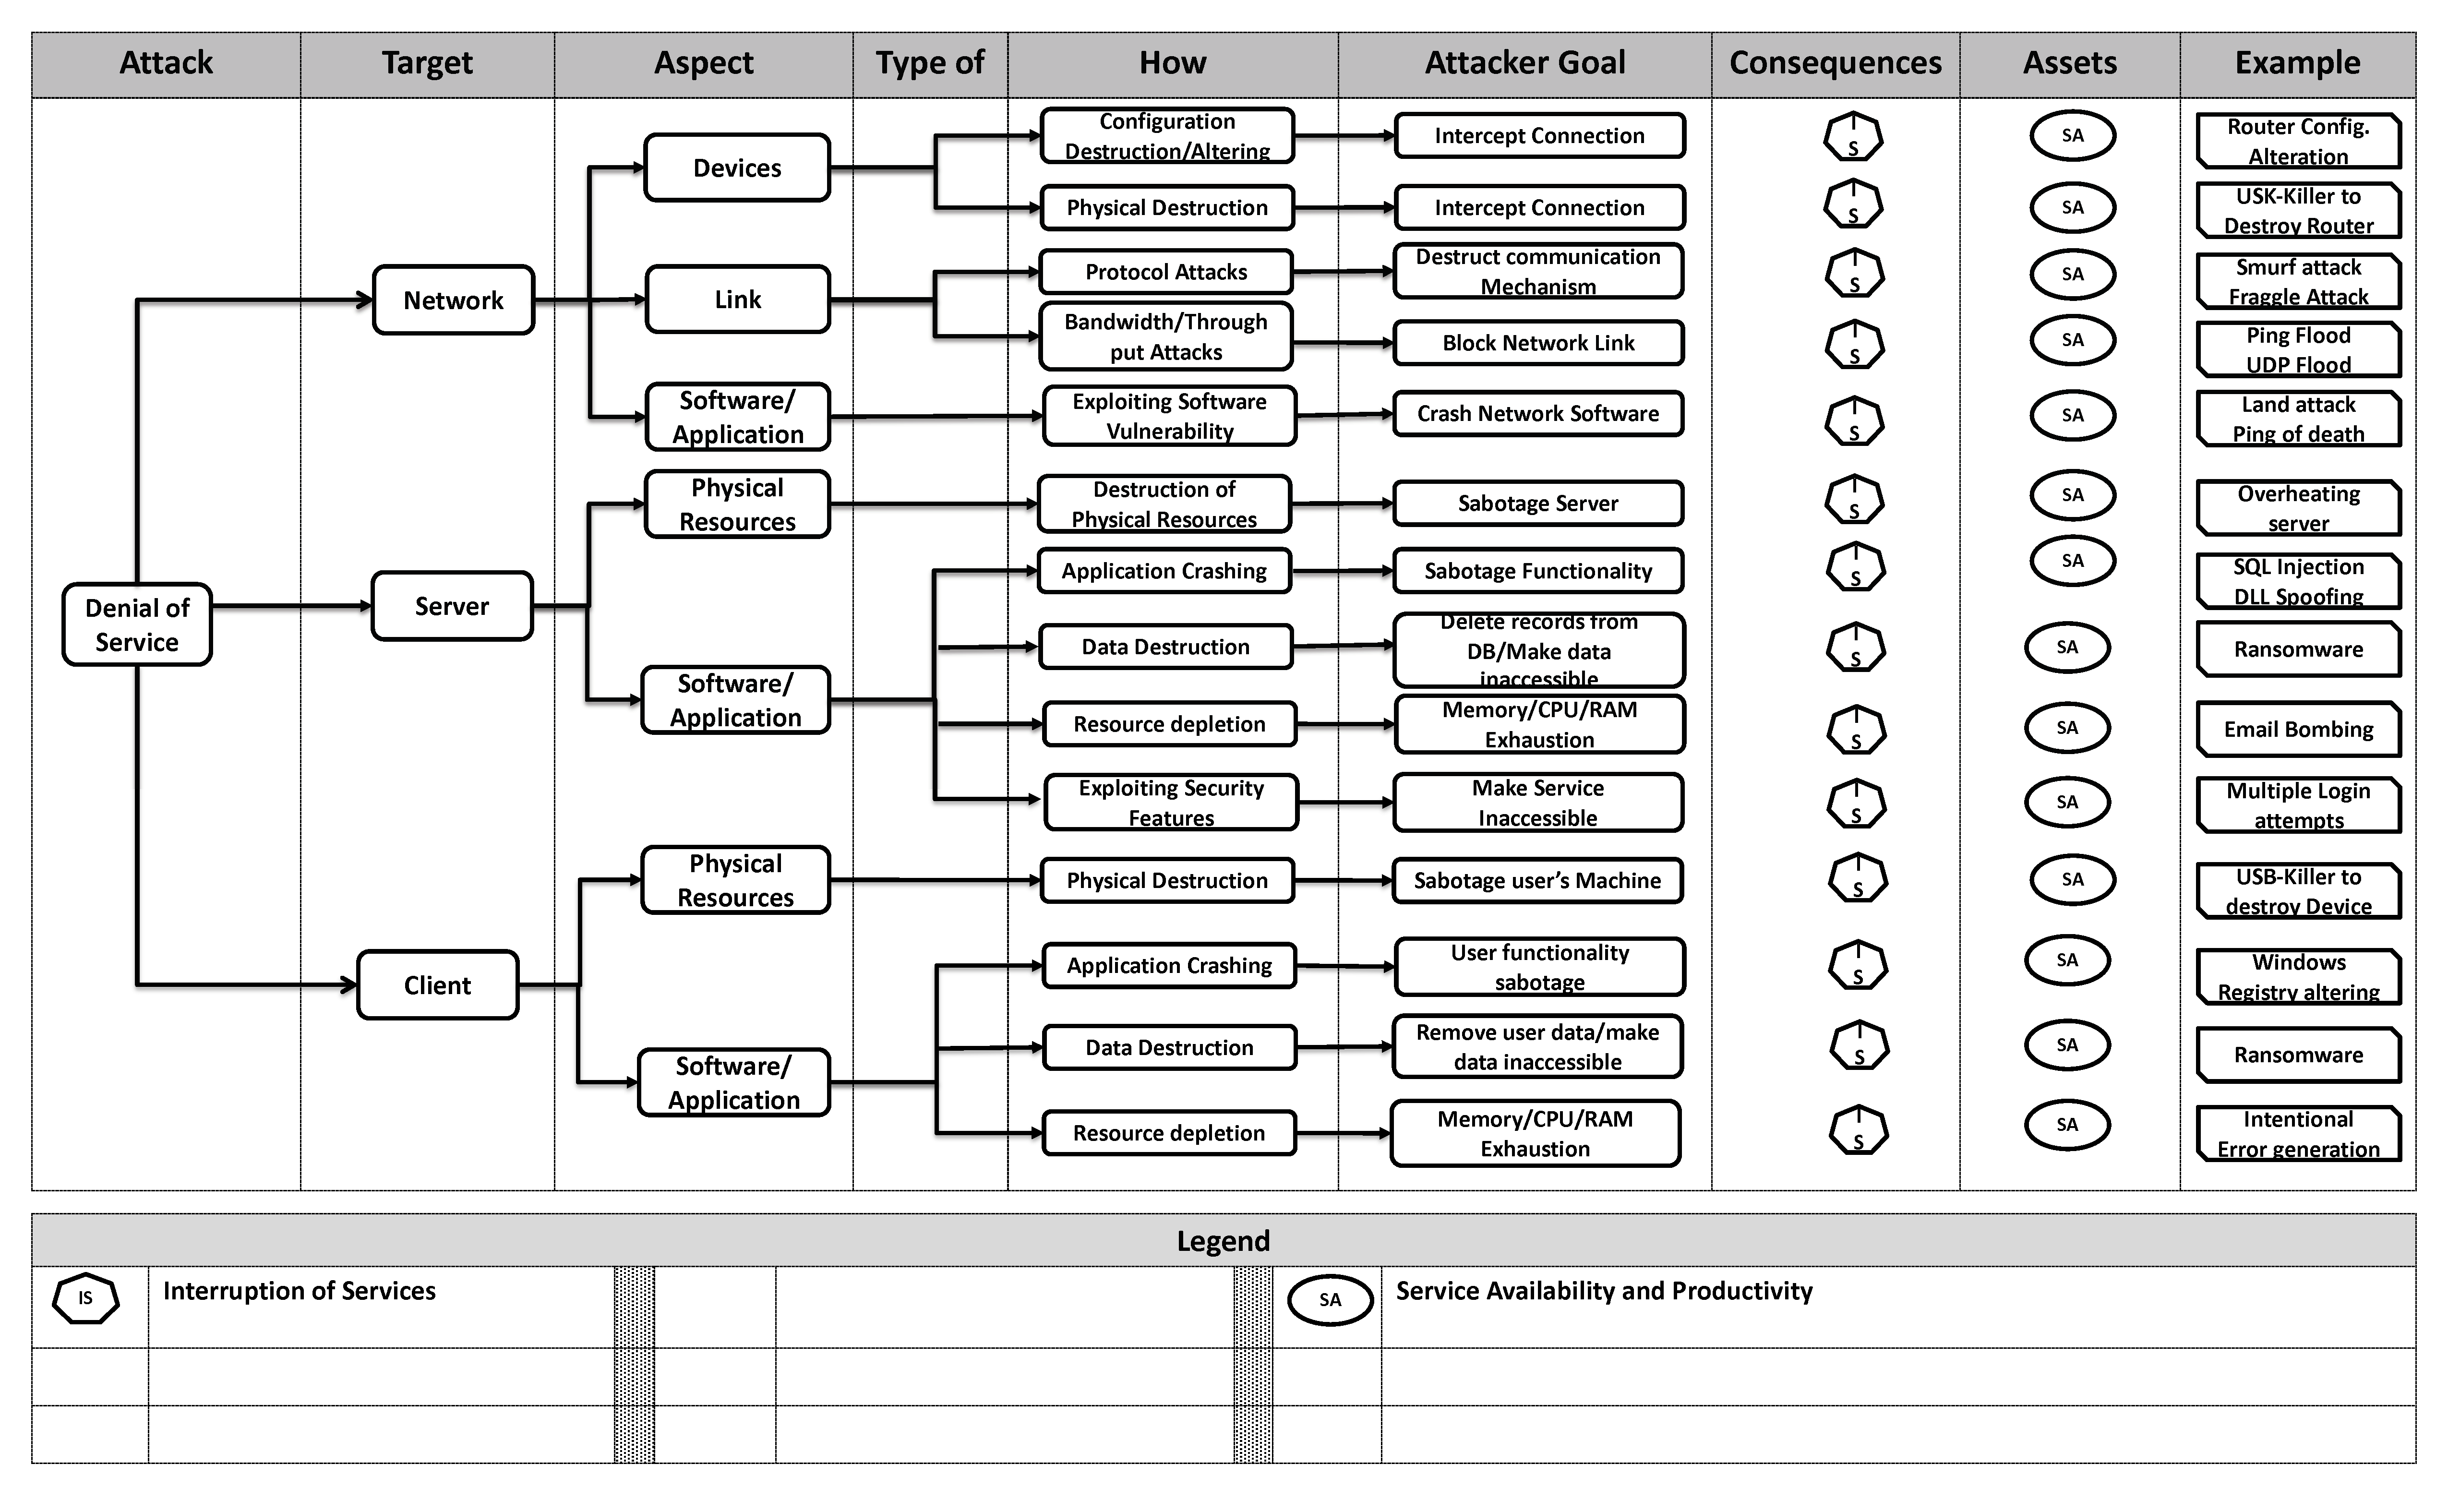 Attack
Target
Aspect
Type of
How
Attacker Goal
Consequences
Assets
Example
Denial of
Service
Network
Devices
Configuration
Destruction/Altering
Intercept Connection
I
S
SA
Router Config.
Alteration
Physical Destruction
Intercept Connection
I
S
SA
USK-Killer to
Destroy Router
Link
Protocol Attacks
Destruct communication
Mechanism
I
S
SA
Smurf attack
Fraggle Attack
Bandwidth/Through
put Attacks
Block Network Link
I
S
SA
Ping Flood
UDP Flood
Software/
Application
Exploiting Software
Vulnerability
Crash Network Software
I
S
SA
Land attack
Ping of death
Server
Physical
Resources
Destruction of
Physical Resources
Sabotage Server
I
S
SA
Overheating
server
Software/
Application
Application Crashing
Sabotage Functionality
I
S
SA
SQL Injection
DLL Spoofing
Data Destruction
Delete records from
DB/Make data
inaccessible
I
S
SA
Ransomware
Resource depletion
Memory/CPU/RAM
Exhaustion
I
S
SA
Email Bombing
Exploiting Security
Features
Make Service
Inaccessible
I
S
SA
Multiple Login
attempts
Client
Physical
Resources
Physical Destruction
Sabotage user’s Machine
I
S
SA
USB-Killer to
destroy Device
Software/
Application
Application Crashing
User functionality
sabotage
I
S
SA
Windows
Registry altering
Data Destruction
Remove user data/make
data inaccessible
I
S
SA
Ransomware
Resource depletion
Memory/CPU/RAM
Exhaustion
I
S
SA
Intentional
Error generation
Legend
IS
Interruption of Services
SA
Service Availability and Productivity